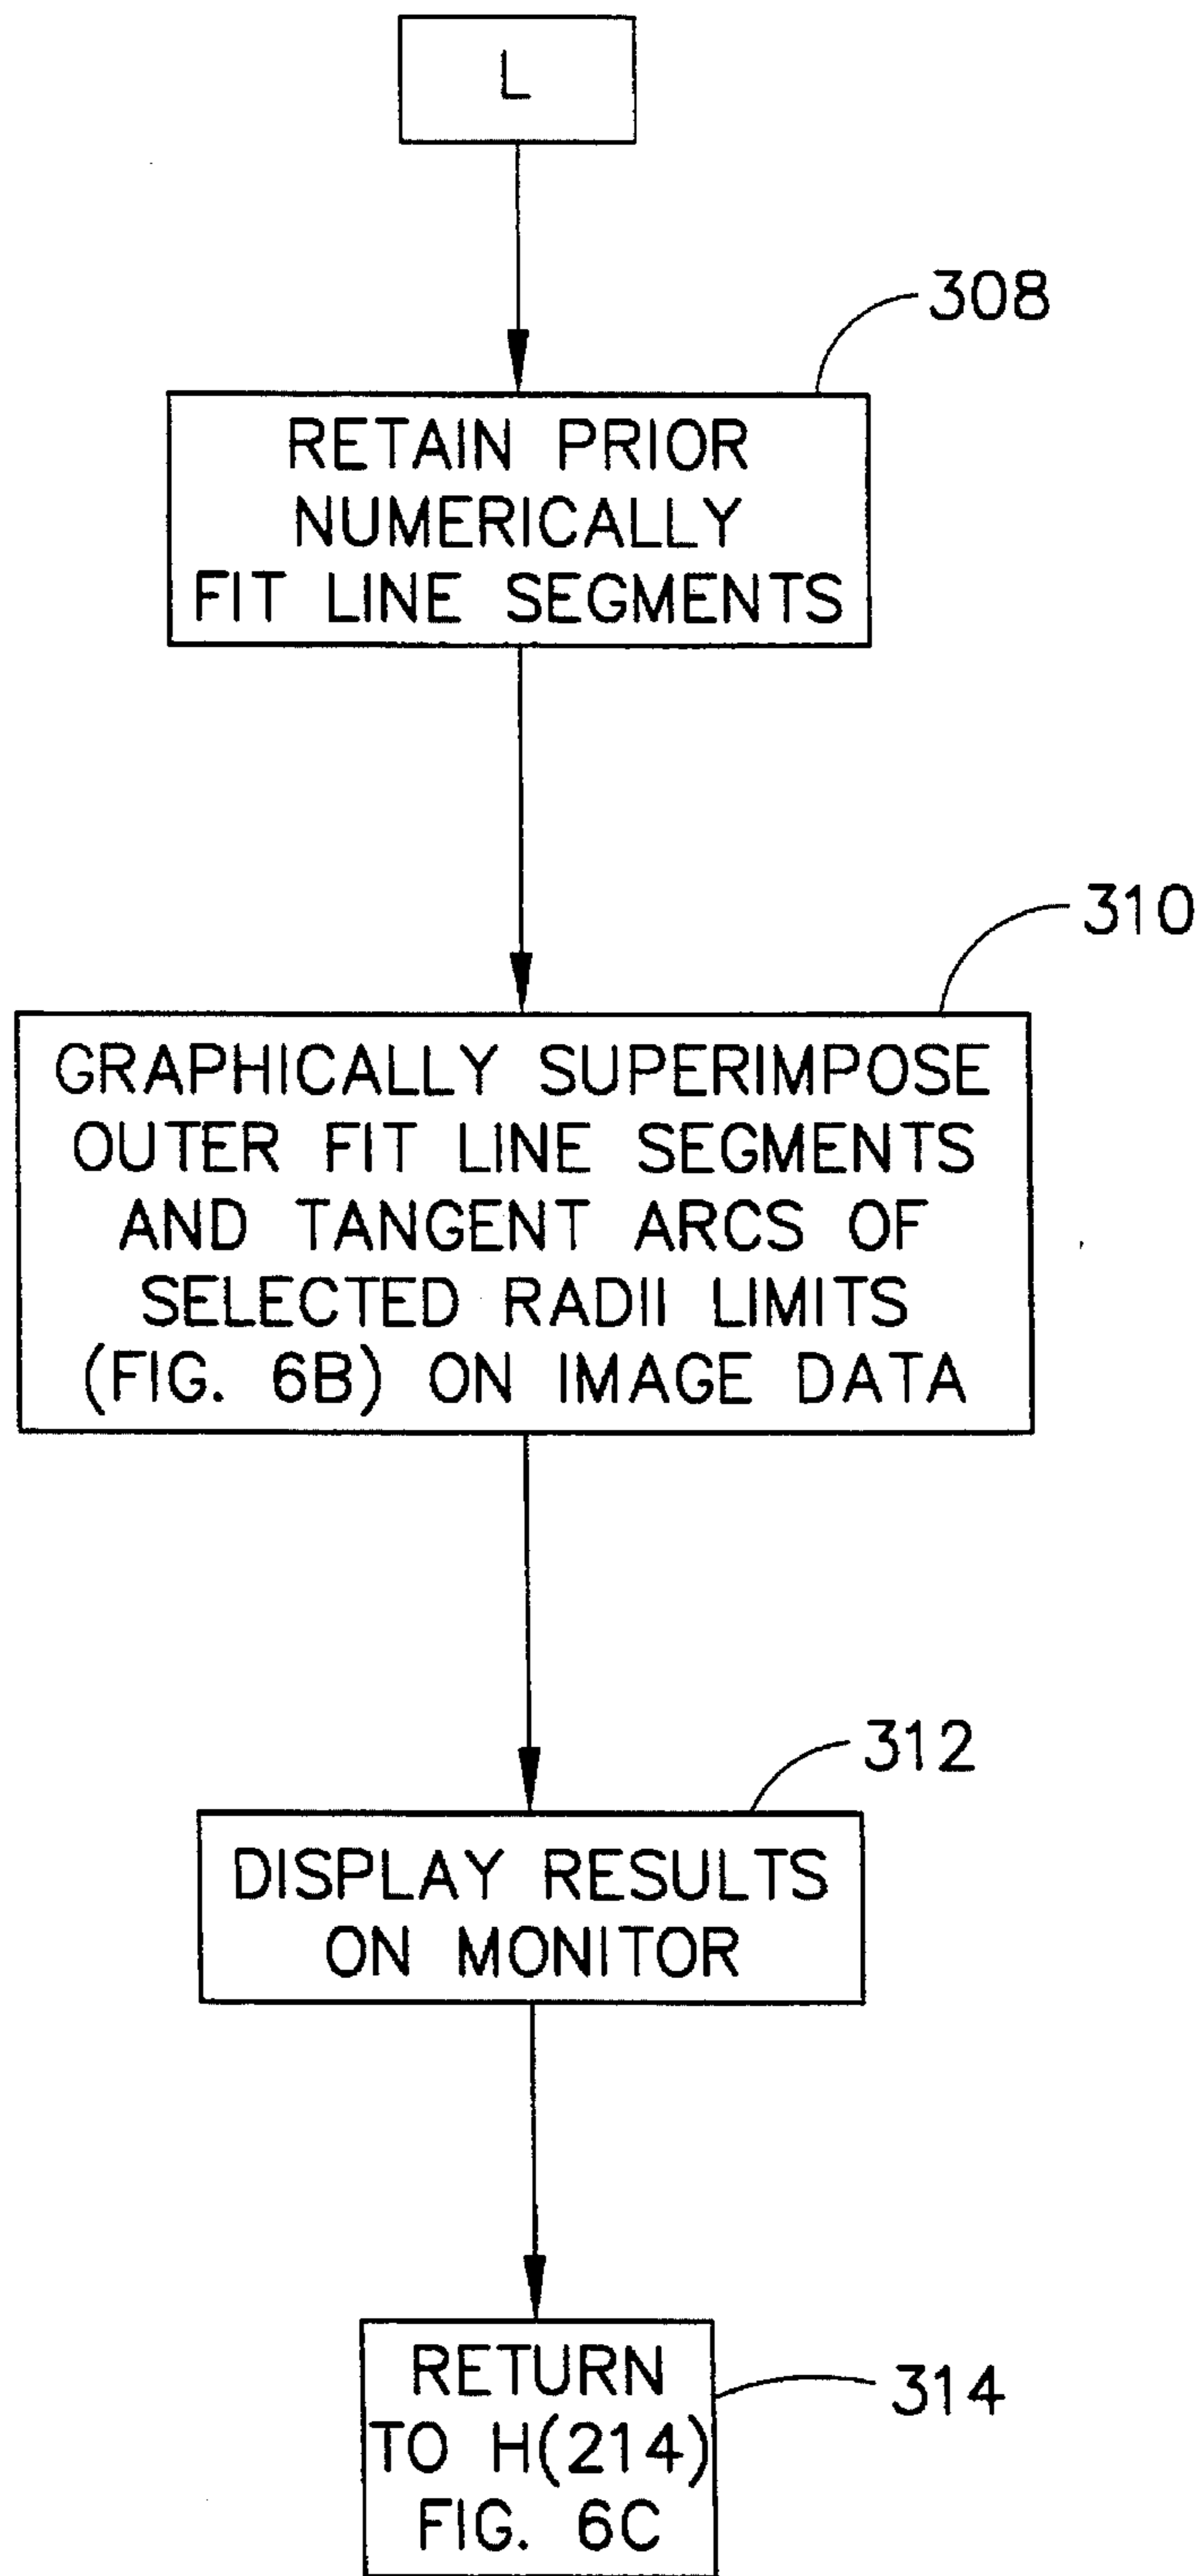 L
308
RETAIN PRIOR
NUMERICALLY
FIT LINE SEGMENTS
310
GRAPHICALLY SUPERIMPOSE
OUTER FIT LINE SEGMENTS
AND TANGENT ARCS OF
SELECTED RADII LIMITS
(FIG. 6B) ON IMAGE DATA
312
DISPLAY RESULTS
ON MONITOR
314
RETURN
TO H(214)
FIG. 6C